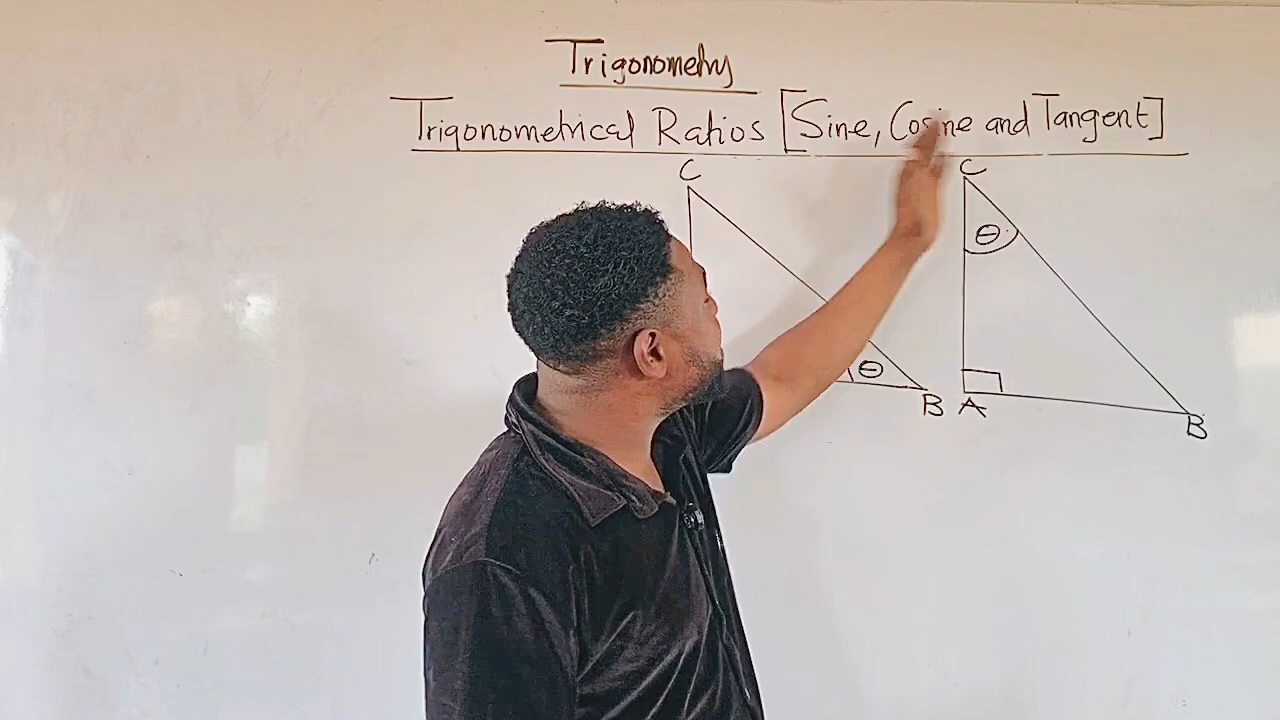 Trigonometry
Trigonometrical Ratios [Sine, Cosine and Tangent]
C
C
θ
θ
B
A
B